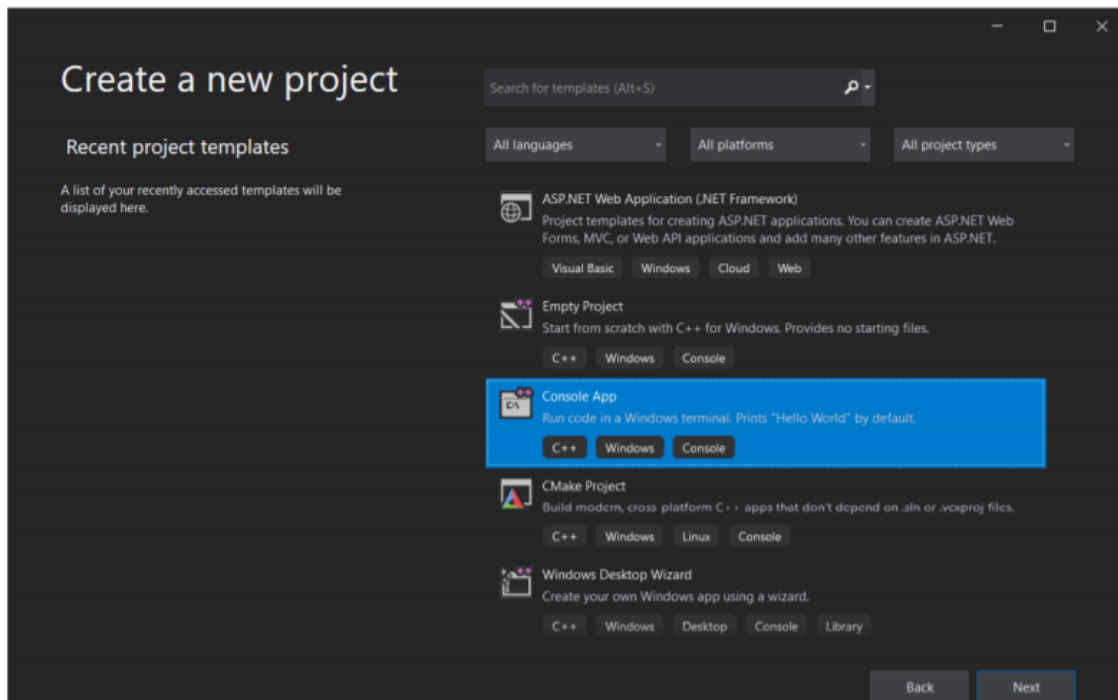 Create a new project
Recent project templates
A list of your recently accessed templates will be
displayed here.
Search for templates (Alt+S)
All languages
All platforms
All project types
ASP.NET Web Application (.NET Framework)
Project templates for creating ASP.NET applications. You can create ASP.NET Web
Forms, MVC, or Web API applications and add many other features in ASP.NET.
Visual Basic Windows Cloud Web
Empty Project
Start from scratch with C++ for Windows. Provides no starting files.
C++ Windows Console
C:\
Console App
Run code in a Windows terminal. Prints "Hello World" by default.
C++ Windows Console
CMake Project
Build modern, cross platform C++ apps that don't depend on .sln or .vcxproj files.
C++ Windows Linux Console
Windows Desktop Wizard
Create your own Windows app using a wizard.
C++ Windows Desktop Console Library
Back Next